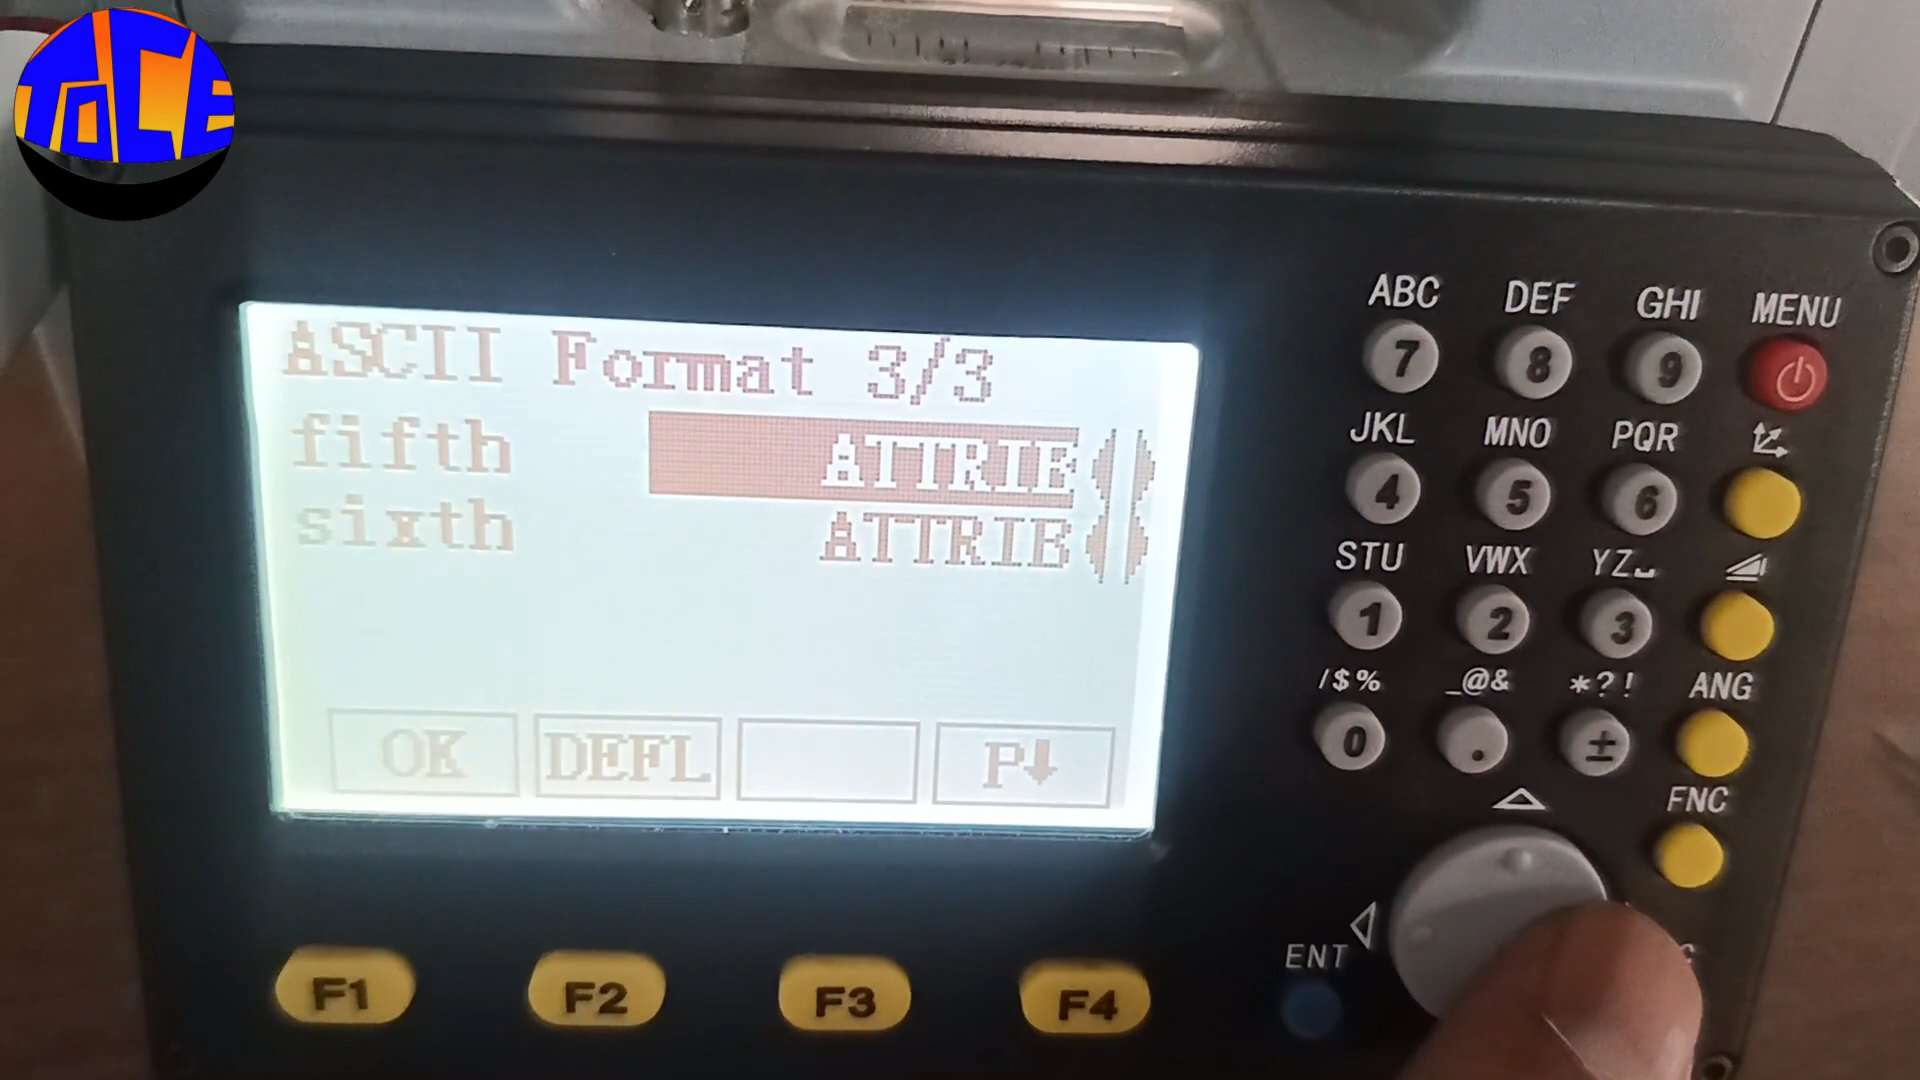 TOCE
ASCII Format 3/3
fifth ATTRIB
sixth ATTRIB
OK DEFL P
ABC DEF GHI MENU
7 8 9
JKL MNO PQR
4 5 6
STU VWX YZ␣
1 2 3
/$% _@& *?! ANG
0 . ±
FNC
ENT
F1 F2 F3 F4